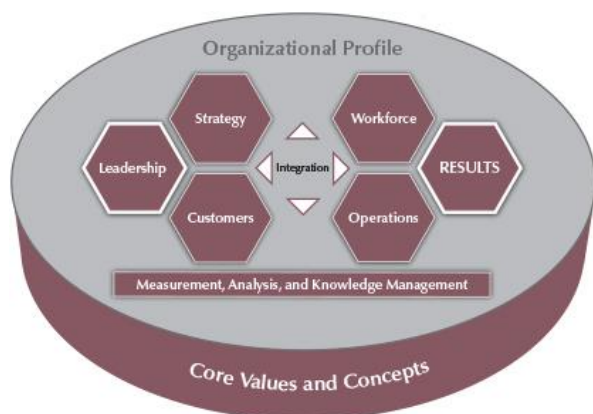 Organizational Profile
Strategy
Workforce
Leadership
Integration
RESULTS
Customers
Operations
Measurement, Analysis, and Knowledge Management
Core Values and Concepts